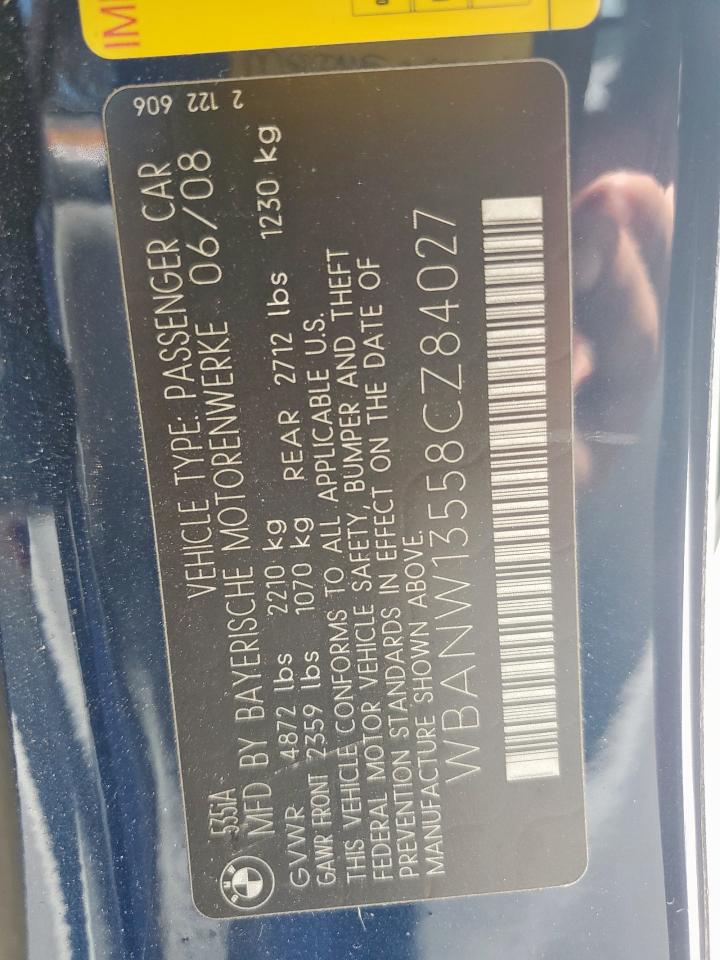 IM
2 122 606
535iA
VEHICLE TYPE: PASSENGER CAR
MFD BY BAYERISCHE MOTORENWERKE 06/08
GVWR 4872 lbs 2210 kg
GAWR FRONT 2359 lbs 1070 kg REAR 2712 lbs 1230 kg
THIS VEHICLE CONFORMS TO ALL APPLICABLE U.S.
FEDERAL MOTOR VEHICLE SAFETY, BUMPER AND THEFT
PREVENTION STANDARDS IN EFFECT ON THE DATE OF
MANUFACTURE SHOWN ABOVE.
WBANW13558CZ84027